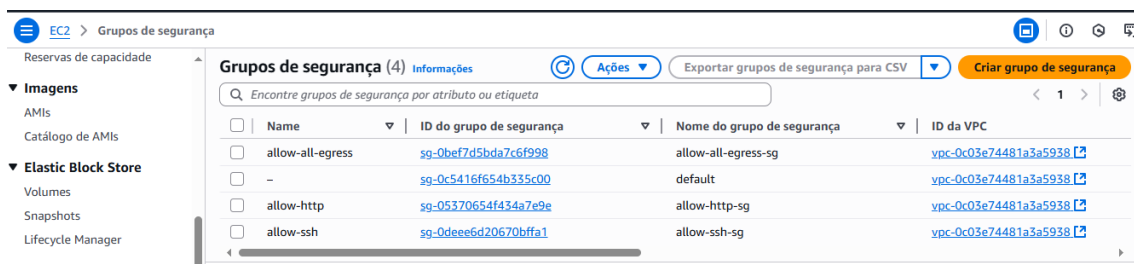 EC2 > Grupos de segurança
Reservas de capacidade
Imagens
AMIs
Catálogo de AMIs
Elastic Block Store
Volumes
Snapshots
Lifecycle Manager
Grupos de segurança (4) Informações Ações Exportar grupos de segurança para CSV Criar grupo de segurança
Encontre grupos de segurança por atributo ou etiqueta 1
Name ID do grupo de segurança Nome do grupo de segurança ID da VPC
allow-all-egress sg-0bef7d5bda7c6f998 allow-all-egress-sg vpc-0c03e74481a3a5938
– sg-0c5416f654b335c00 default vpc-0c03e74481a3a5938
allow-http sg-05370654f434a7e9e allow-http-sg vpc-0c03e74481a3a5938
allow-ssh sg-0deee6d20670bffa1 allow-ssh-sg vpc-0c03e74481a3a5938